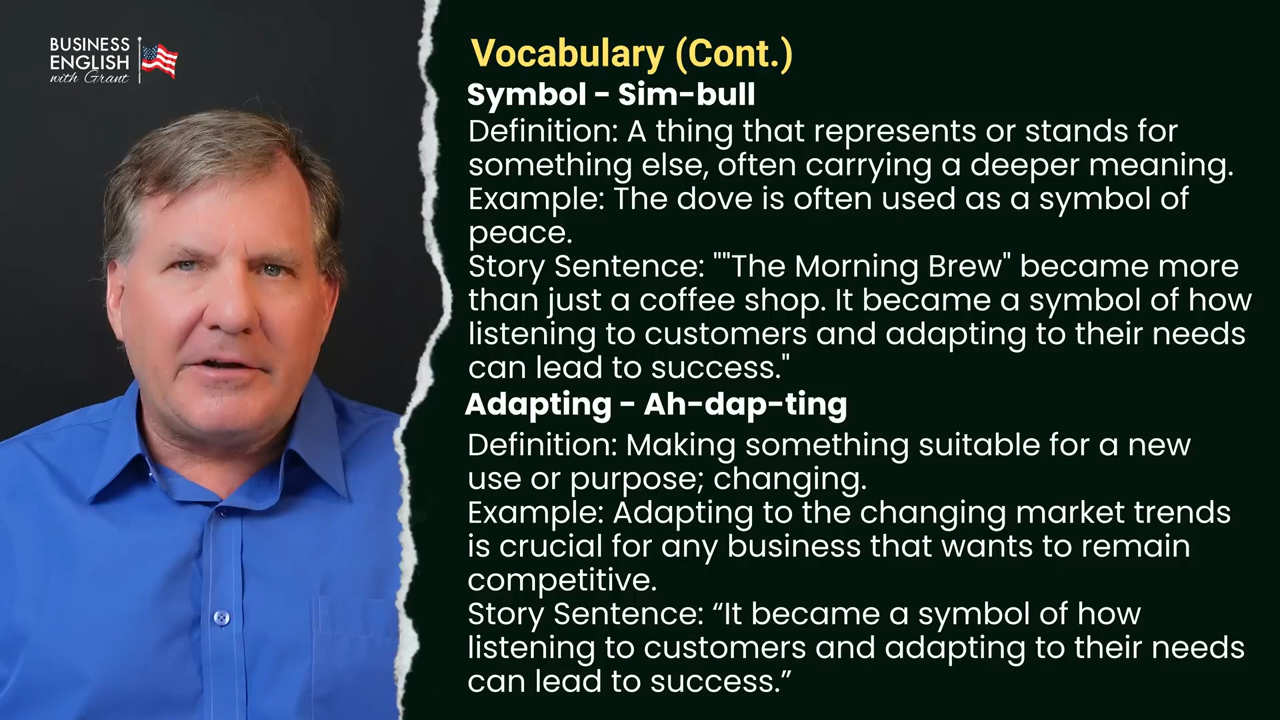 BUSINESS
ENGLISH
with Grant
Vocabulary (Cont.)
Symbol - Sim-bull
Definition: A thing that represents or stands for
something else, often carrying a deeper meaning.
Example: The dove is often used as a symbol of
peace.
Story Sentence: ""The Morning Brew" became more
than just a coffee shop. It became a symbol of how
listening to customers and adapting to their needs
can lead to success."
Adapting - Ah-dap-ting
Definition: Making something suitable for a new
use or purpose; changing.
Example: Adapting to the changing market trends
is crucial for any business that wants to remain
competitive.
Story Sentence: “It became a symbol of how
listening to customers and adapting to their needs
can lead to success.”